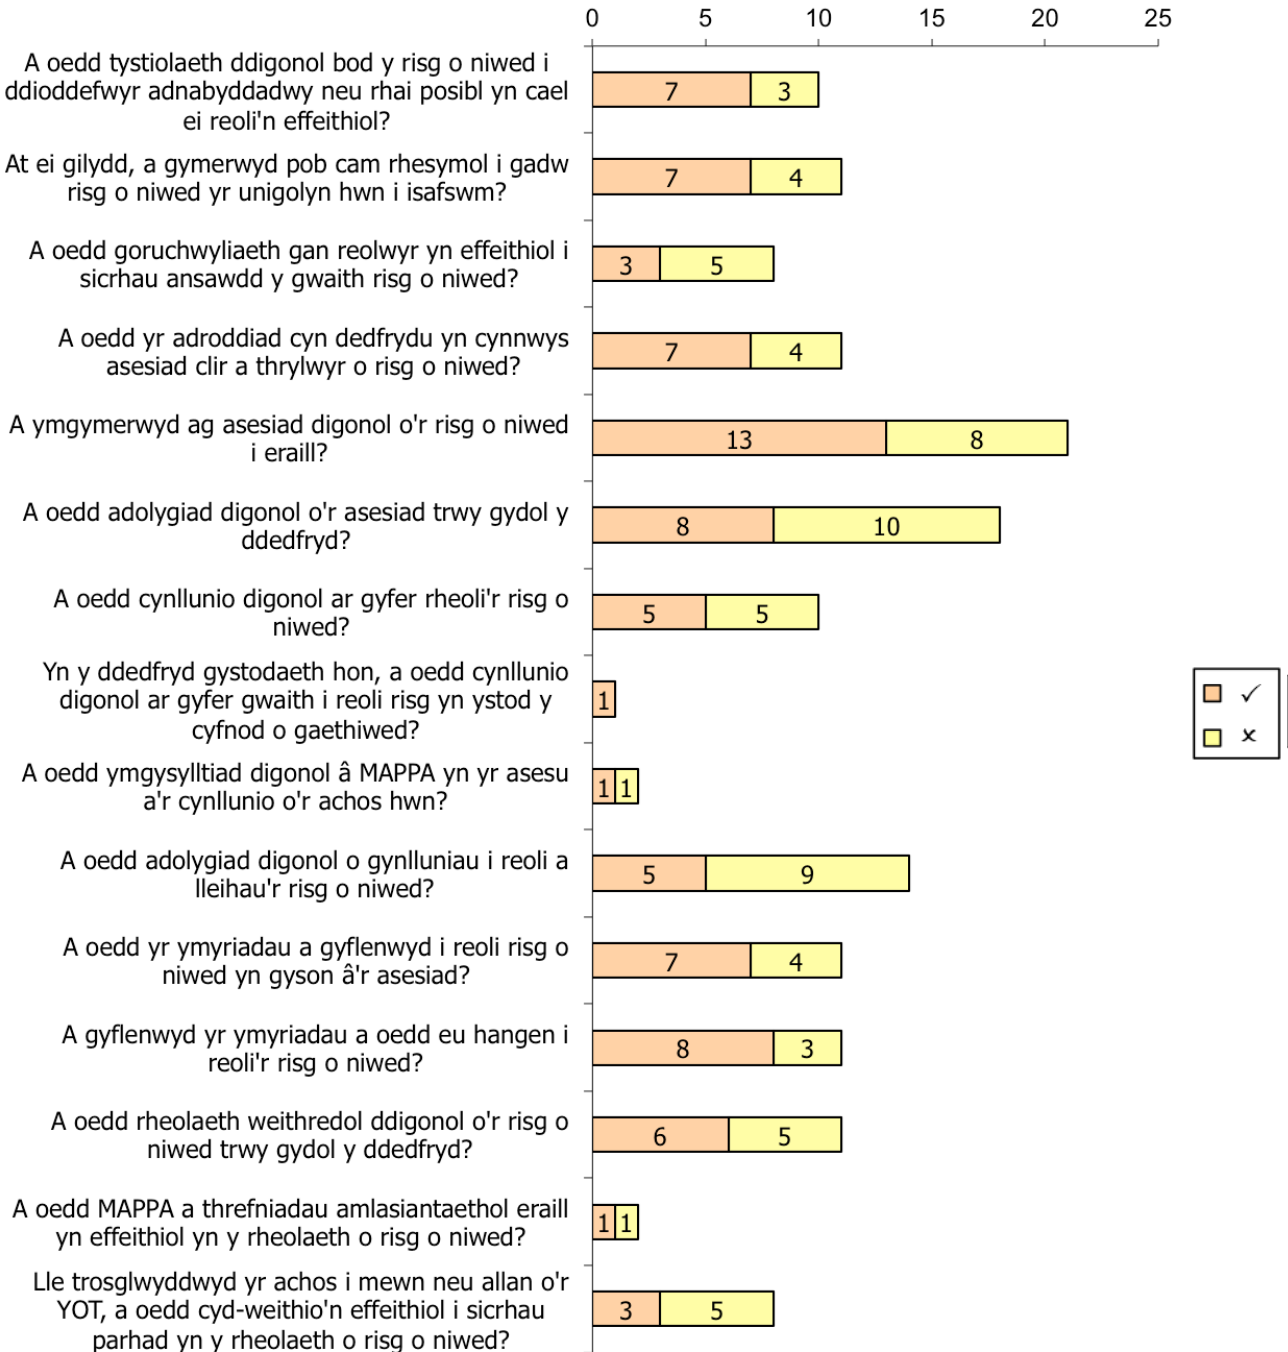 0 5 10 15 20 25
A oedd tystiolaeth ddigonol bod y risg o niwed i
ddioddefwyr adnabyddadwy neu rhai posibl yn cael
ei reoli'n effeithiol?
7 3
At ei gilydd, a gymerwyd pob cam rhesymol i gadw
risg o niwed yr unigolyn hwn i isafswm?
7 4
A oedd goruchwyliaeth gan reolwyr yn effeithiol i
sicrhau ansawdd y gwaith risg o niwed?
3 5
A oedd yr adroddiad cyn dedfrydu yn cynnwys
asesiad clir a thrylwyr o risg o niwed?
7 4
A ymgymerwyd ag asesiad digonol o'r risg o niwed
i eraill?
13 8
A oedd adolygiad digonol o'r asesiad trwy gydol y
ddedfryd?
8 10
A oedd cynllunio digonol ar gyfer rheoli'r risg o
niwed?
5 5
Yn y ddedfryd gystodaeth hon, a oedd cynllunio
digonol ar gyfer gwaith i reoli risg yn ystod y
cyfnod o gaethiwed?
1
A oedd ymgysylltiad digonol â MAPPA yn yr asesu
a'r cynllunio o'r achos hwn?
1 1
A oedd adolygiad digonol o gynlluniau i reoli a
lleihau'r risg o niwed?
5 9
A oedd yr ymyriadau a gyflenwyd i reoli risg o
niwed yn gyson â'r asesiad?
7 4
A gyflenwyd yr ymyriadau a oedd eu hangen i
reoli'r risg o niwed?
8 3
A oedd rheolaeth weithredol ddigonol o'r risg o
niwed trwy gydol y ddedfryd?
6 5
A oedd MAPPA a threfniadau amlasiantaethol eraill
yn effeithiol yn y rheolaeth o risg o niwed?
1 1
Lle trosglwyddwyd yr achos i mewn neu allan o'r
YOT, a oedd cyd-weithio'n effeithiol i sicrhau
parhad yn y rheolaeth o risg o niwed?
3 5
✓
×